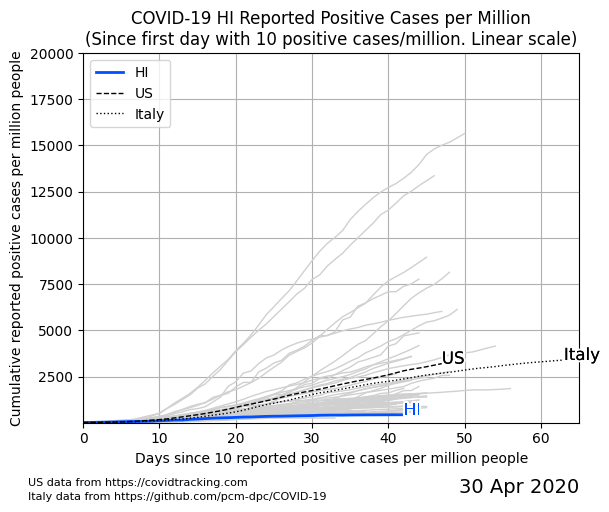 COVID-19 HI Reported Positive Cases per Million
(Since first day with 10 positive cases/million. Linear scale)
Cumulative reported positive cases per million people
20000
17500
15000
12500
10000
7500
5000
2500
HI
US
Italy
US
Italy
HI
0 10 20 30 40 50 60
Days since 10 reported positive cases per million people
US data from https://covidtracking.com
Italy data from https://github.com/pcm-dpc/COVID-19
30 Apr 2020